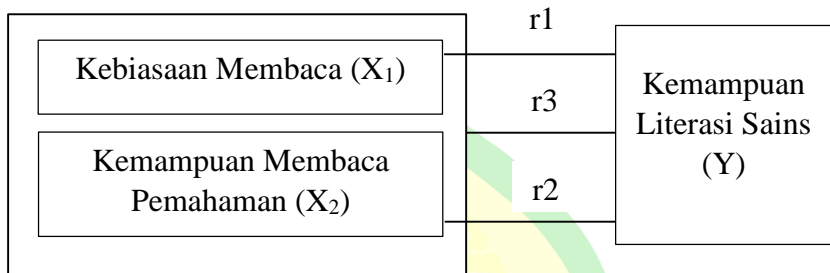 Kebiasaan Membaca (X₁)
Kemampuan Membaca
Pemahaman (X₂)
r1
r3
r2
Kemampuan
Literasi Sains
(Y)